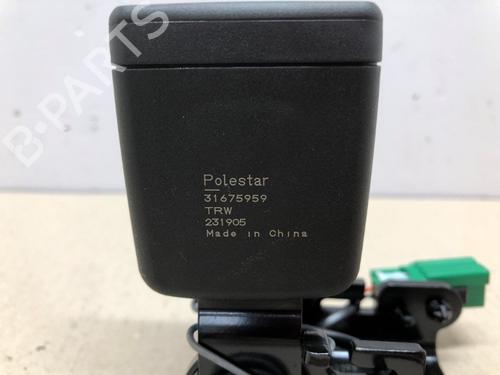 B-PARTS
Polestar
31675959
TRW
231905
Made in China